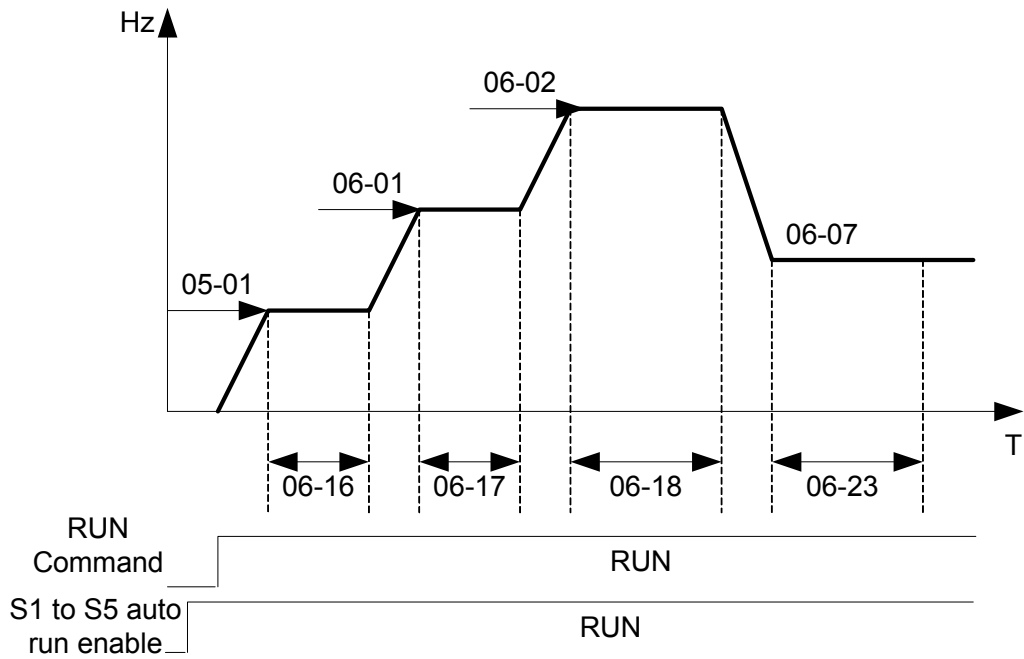 Hz
06-02
06-01
06-07
05-01
T
06-16
06-17
06-18
06-23
RUN
Command
RUN
S1 to S5 auto
run enable
RUN